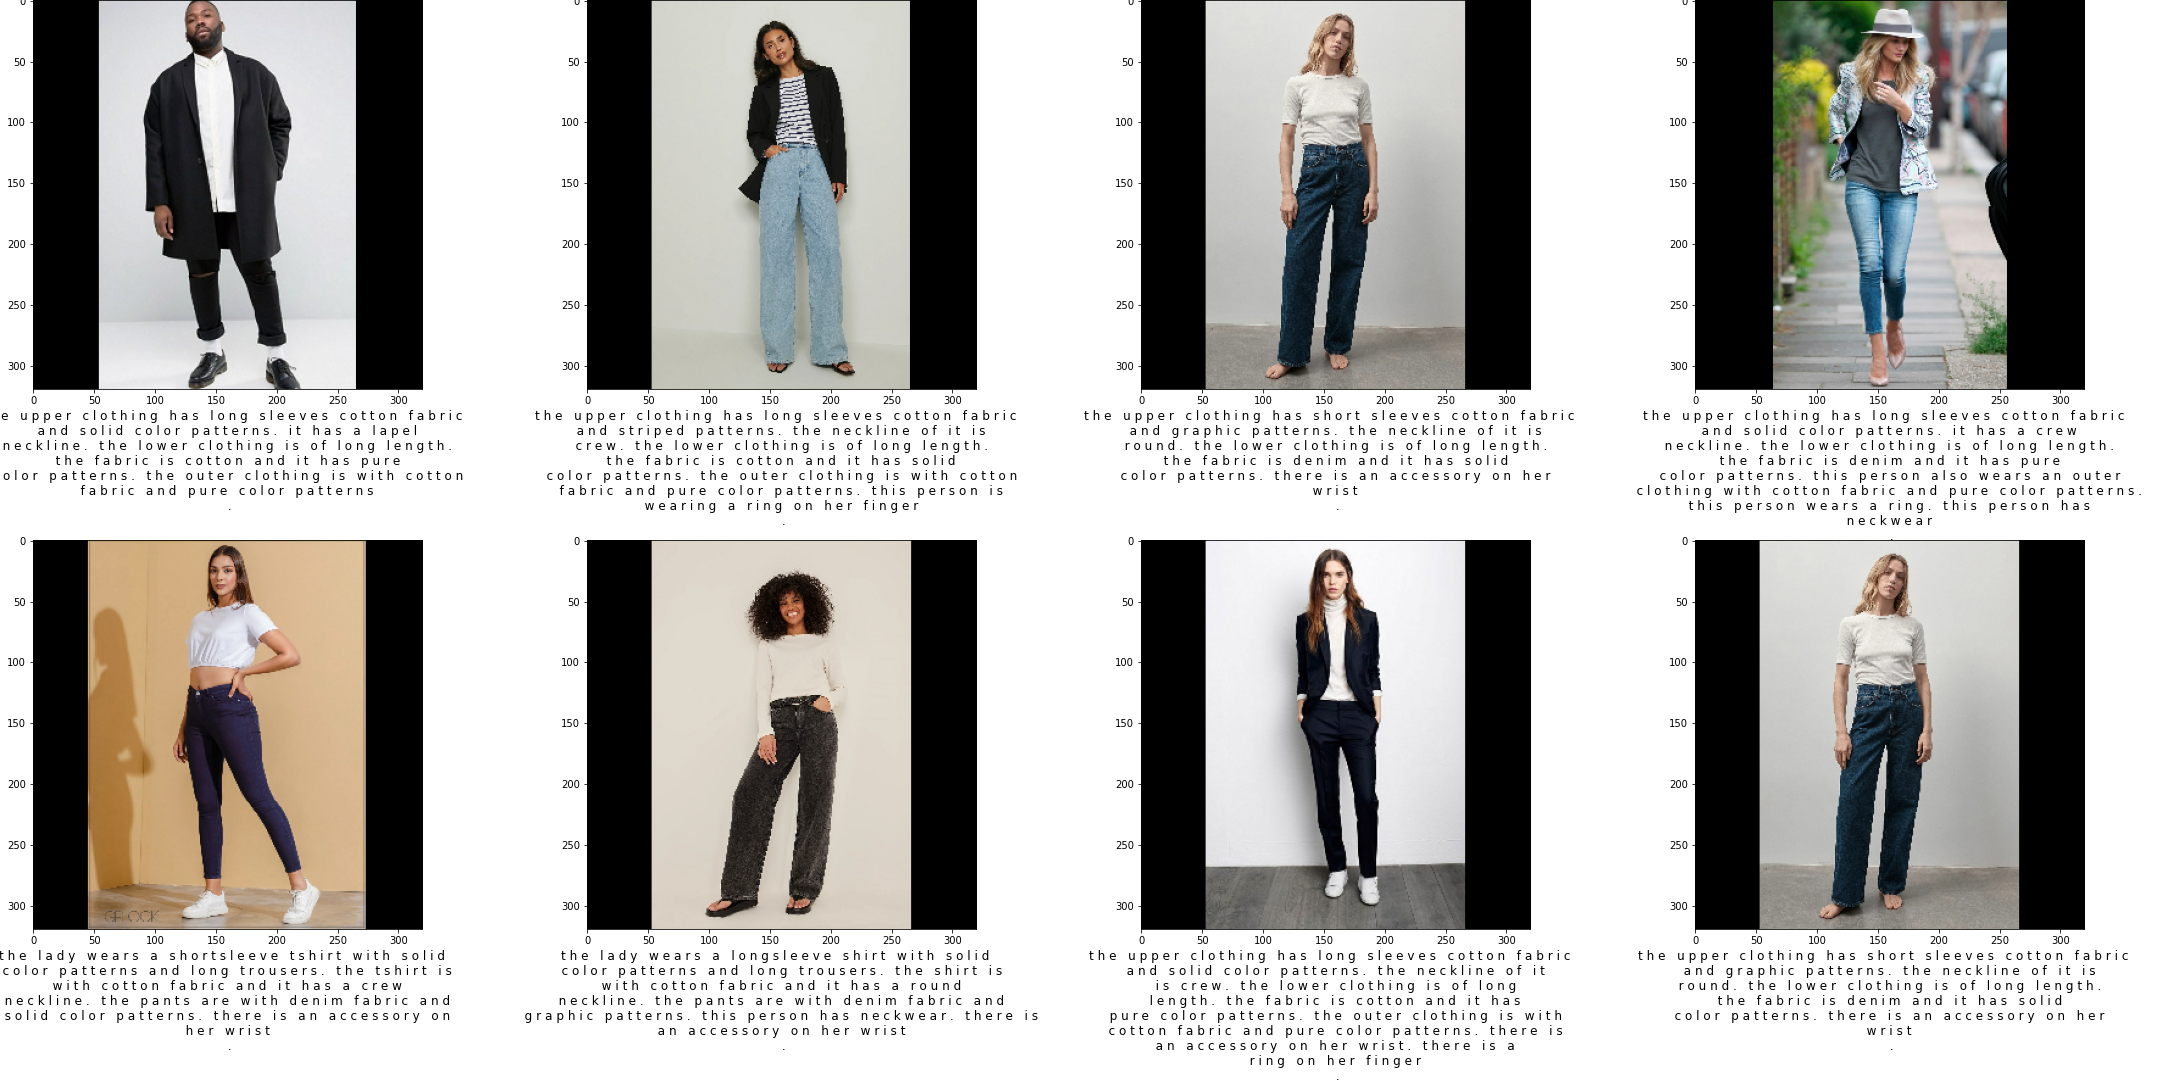 0
50
100
150
200
250
300
0
50
100
150
200
250
300
e upper clothing has long sleeves cotton fabric
and solid color patterns. it has a lapel
neckline. the lower clothing is of long length.
the fabric is cotton and it has pure
olor patterns. the outer clothing is with cotton
fabric and pure color patterns
.
0
50
100
150
200
250
300
0
50
100
150
200
250
300
the upper clothing has long sleeves cotton fabric
and striped patterns. the neckline of it is
crew. the lower clothing is of long length.
the fabric is cotton and it has solid
color patterns. the outer clothing is with cotton
fabric and pure color patterns. this person is
wearing a ring on her finger
.
0
50
100
150
200
250
300
0
50
100
150
200
250
300
the upper clothing has short sleeves cotton fabric
and graphic patterns. the neckline of it is
round. the lower clothing is of long length.
the fabric is denim and it has solid
color patterns. there is an accessory on her
wrist
.
0
50
100
150
200
250
300
0
50
100
150
200
250
300
the upper clothing has long sleeves cotton fabric
and solid color patterns. it has a crew
neckline. the lower clothing is of long length.
the fabric is denim and it has pure
color patterns. this person also wears an outer
clothing with cotton fabric and pure color patterns.
this person wears a ring. this person has
neckwear
.
0
50
100
150
200
250
300
GELOOK
0
50
100
150
200
250
300
the lady wears a shortsleeve tshirt with solid
color patterns and long trousers. the tshirt is
with cotton fabric and it has a crew
neckline. the pants are with denim fabric and
solid color patterns. there is an accessory on
her wrist
.
0
50
100
150
200
250
300
0
50
100
150
200
250
300
the lady wears a longsleeve shirt with solid
color patterns and long trousers. the shirt is
with cotton fabric and it has a round
neckline. the pants are with denim fabric and
graphic patterns. this person has neckwear. there is
an accessory on her wrist
.
0
50
100
150
200
250
300
0
50
100
150
200
250
300
the upper clothing has long sleeves cotton fabric
and solid color patterns. the neckline of it
is crew. the lower clothing is of long
length. the fabric is cotton and it has
pure color patterns. the outer clothing is with
cotton fabric and pure color patterns. there is
an accessory on her wrist. there is a
ring on her finger
.
0
50
100
150
200
250
300
0
50
100
150
200
250
300
the upper clothing has short sleeves cotton fabric
and graphic patterns. the neckline of it is
round. the lower clothing is of long length.
the fabric is denim and it has solid
color patterns. there is an accessory on her
wrist
.